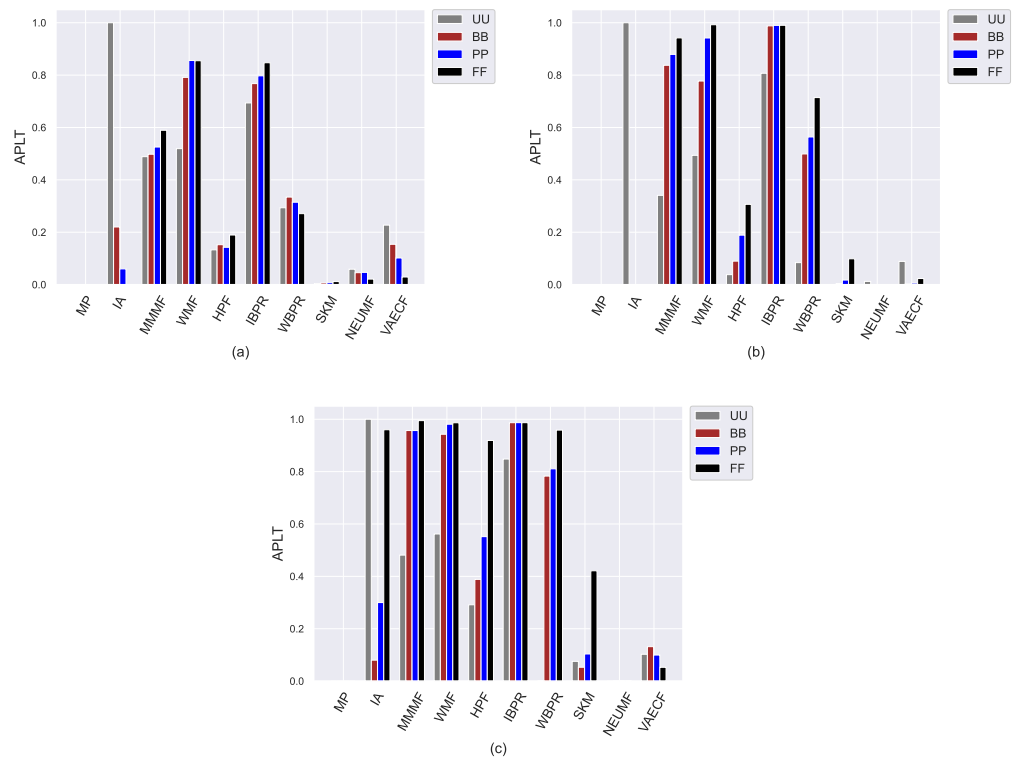 1.0
0.8
0.6
0.4
0.2
0.0
APLT
MP IA MMMF WMF HPF IBPR WBPR SKM NEUMF VAECF
(a)
UU
BB
PP
FF
1.0
0.8
0.6
0.4
0.2
0.0
APLT
MP IA MMMF WMF HPF IBPR WBPR SKM NEUMF VAECF
(b)
UU
BB
PP
FF
1.0
0.8
0.6
0.4
0.2
0.0
APLT
MP IA MMMF WMF HPF IBPR WBPR SKM NEUMF VAECF
(c)
UU
BB
PP
FF